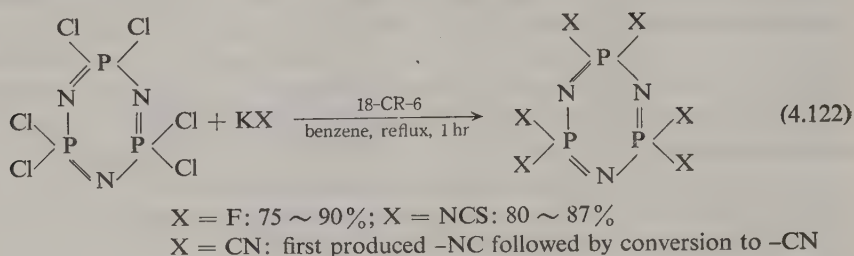 Cl Cl X X
P P
N N N N
Cl Cl + KX 18-CR-6 X X (4.122)
P P benzene, reflux, 1 hr P P
Cl N Cl X N X
X = F: 75 ~ 90%; X = NCS: 80 ~ 87%
X = CN: first produced –NC followed by conversion to –CN